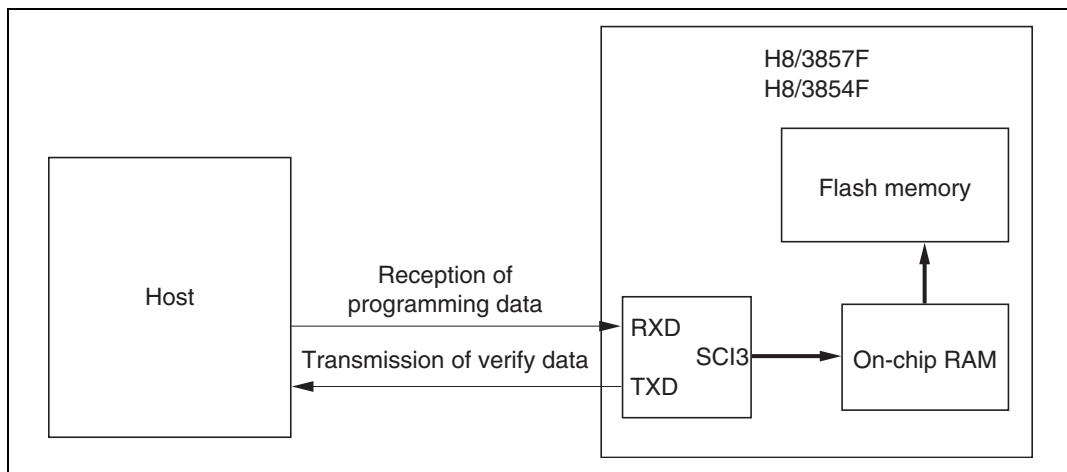 H8/3857F
H8/3854F
Flash memory
Host
Reception of
programming data
Transmission of verify data
RXD
SCI3
TXD
On-chip RAM